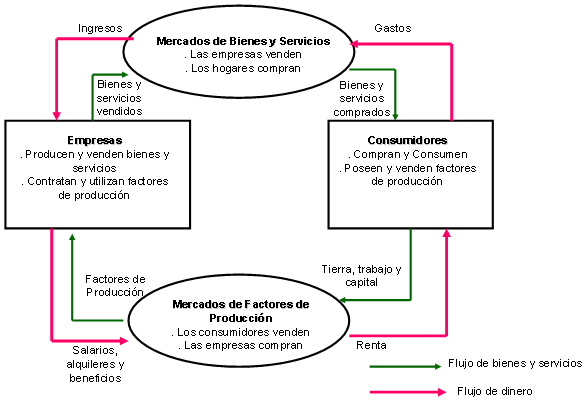 Ingresos
Gastos
Mercados de Bienes y Servicios
. Las empresas venden
. Los hogares compran
Bienes y
servicios
vendidos
Bienes y
servicios
comprados
Empresas
. Producen y venden bienes y
servicios
. Contratan y utilizan factores
de producción
Consumidores
. Compran y Consumen
. Poseen y venden factores
de producción
Factores de
Producción
Tierra, trabajo y
capital
Mercados de Factores de
Producción
. Los consumidores venden
. Las empresas compran
Salarios,
alquileres y
beneficios
Renta
Flujo de bienes y servicios
Flujo de dinero